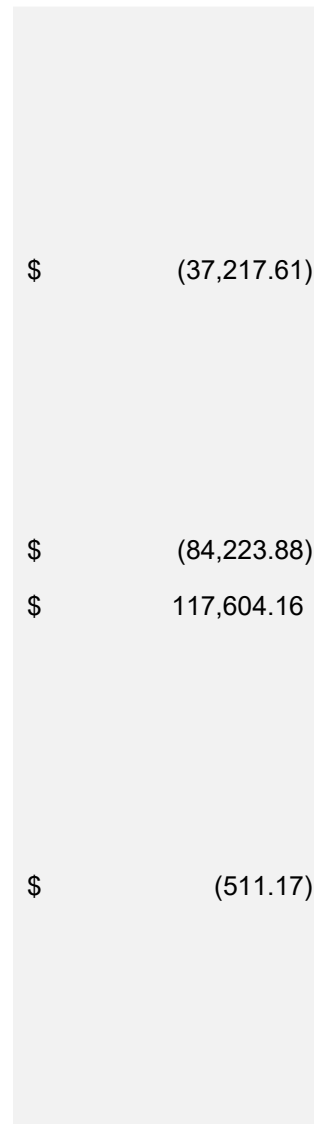 $ (37,217.61)
$ (84,223.88)
$ 117,604.16
$ (511.17)